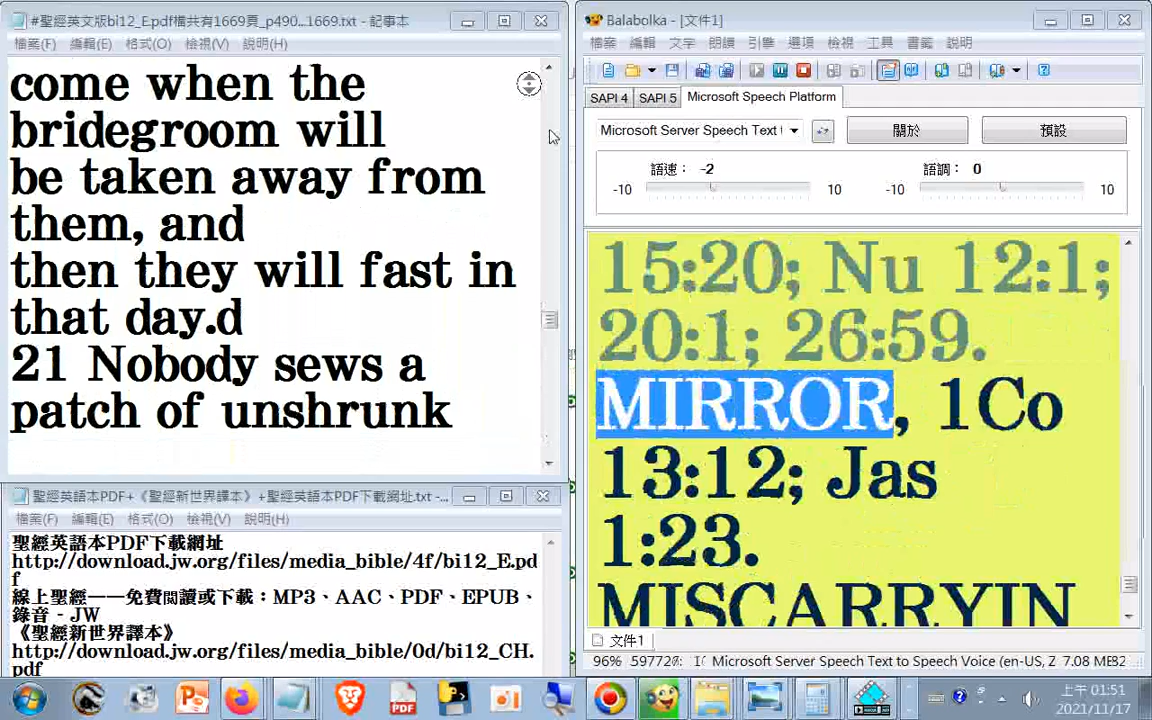 #聖經英文版bi12_E.pdf檔共有1669頁_p490...1669.txt - 記事本
檔案(F) 編輯(E) 格式(O) 檢視(V) 說明(H)
come when the
bridegroom will
be taken away from
them, and
then they will fast in
that day.d
21 Nobody sews a
patch of unshrunk
聖經英語本PDF+《聖經新世界譯本》+聖經英語本PDF下載網址.txt - ...
檔案(F) 編輯(E) 格式(O) 檢視(V) 說明(H)
聖經英語本PDF下載網址
http://download.jw.org/files/media_bible/4f/bi12_E.pd
f
線上聖經——免費閱讀或下載：MP3、AAC、PDF、EPUB、
錄音 - JW
《聖經新世界譯本》
http://download.jw.org/files/media_bible/0d/bi12_CH.
pdf
Balabolka - [文件1]
檔案 編輯 文字 朗讀 引擎 選項 檢視 工具 書籤 說明
SAPI 4 SAPI 5 Microsoft Speech Platform
Microsoft Server Speech Text 關於 預設
語速： -2 語調： 0
-10 10 -10 10
15:20; Nu 12:1;
20:1; 26:59.
MIRROR, 1Co
13:12; Jas
1:23.
MISCARRYIN
文件1
96% Microsoft Server Speech Text to Speech Voice (en-US, Z 7.08 MB
上午 01:51
2021/11/17